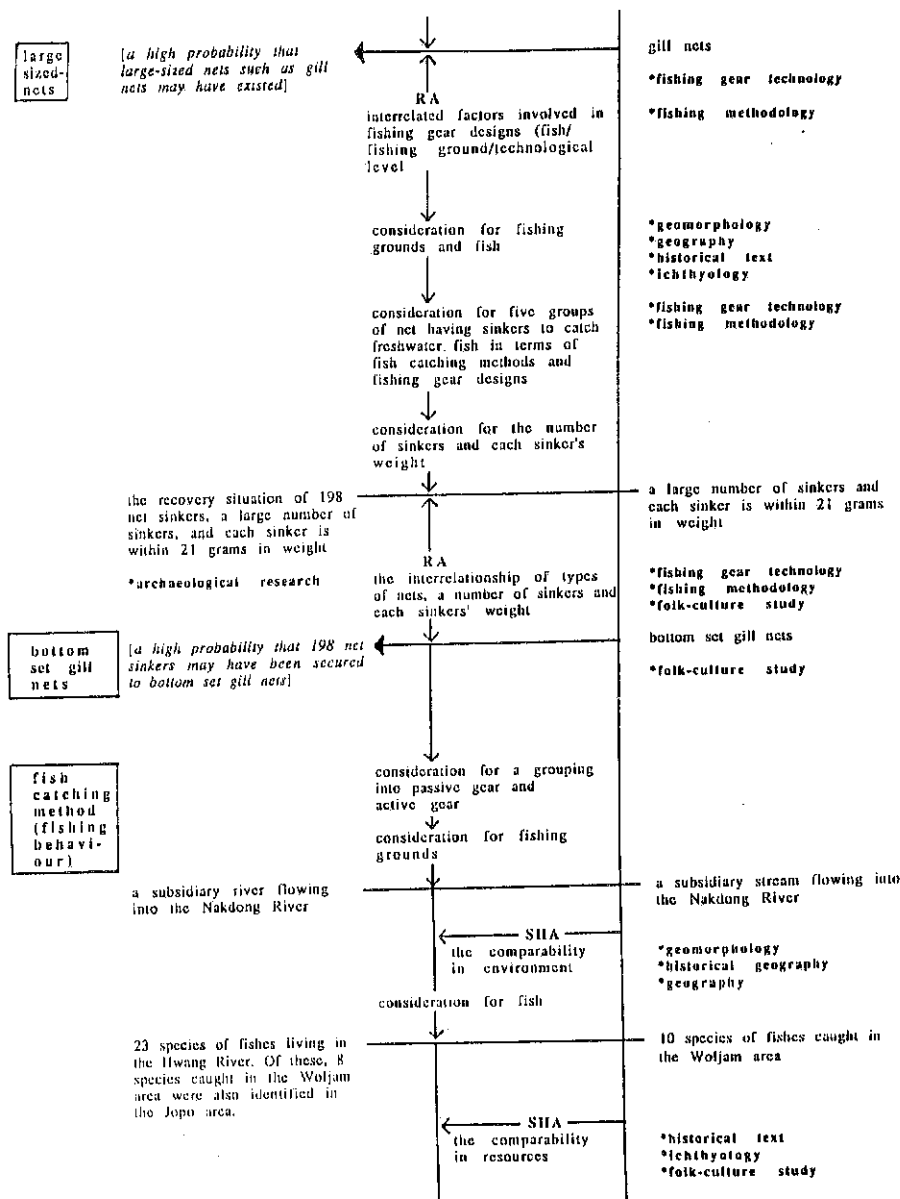 large
sized-
nets
[a high probability that
large-sized nets such as gill
nets may have existed]
gill nets
*fishing gear technology
*fishing methodology
RA
interrelated factors involved in
fishing gear designs (fish/
fishing ground/technological
level
consideration for fishing
grounds and fish
*geomorphology
*geography
*historical text
*ichthyology
consideration for five groups
of net having sinkers to catch
freshwater fish in terms of
fish catching methods and
fishing gear designs
*fishing gear technology
*fishing methodology
consideration for the number
of sinkers and each sinker's
weight
the recovery situation of 198
net sinkers, a large number of
sinkers, and each sinker is
within 21 grams in weight
*archaeological research
a large number of sinkers and
each sinker is within 21 grams
in weight
RA
the interrelationship of types
of nets, a number of sinkers and
each sinkers' weight
*fishing gear technology
*fishing methodology
*folk-culture study
bottom
set gill
nets
[a high probability that 198 net
sinkers may have been secured
to bottom set gill nets]
bottom set gill nets
*folk-culture study
fish
catching
method
(fishing
behavi-
our)
consideration for a grouping
into passive gear and
active gear
consideration for fishing
grounds
a subsidiary river flowing
into the Nakdong River
a subsidiary stream flowing into
the Nakdong River
SHA
the comparability
in environment
*geomorphology
*historical geography
*geography
consideration for fish
23 species of fishes living in
the Hwang River. Of these, 8
species caught in the Woljam
area were also identified in
the Jopo area.
10 species of fishes caught in
the Woljam area
SHA
the comparability
in resources
*historical text
*ichthyology
*folk-culture study